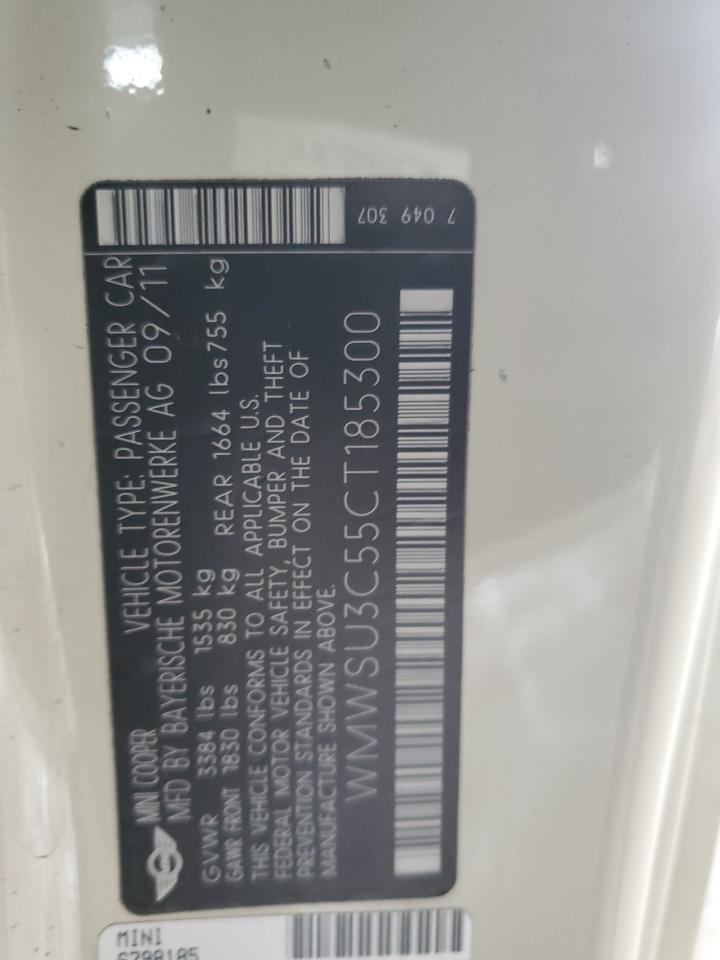 MINI COOPER VEHICLE TYPE: PASSENGER CAR
MFD BY BAYERISCHE MOTORENWERKE AG 09/11
GVWR 3384 lbs 1535 kg
GAWR FRONT 1830 lbs 830 kg REAR 1664 lbs 755 kg
THIS VEHICLE CONFORMS TO ALL APPLICABLE U.S.
FEDERAL MOTOR VEHICLE SAFETY, BUMPER AND THEFT
PREVENTION STANDARDS IN EFFECT ON THE DATE OF
MANUFACTURE SHOWN ABOVE.
WMWSU3C55CT185300
7 049 307
MINI
6798185